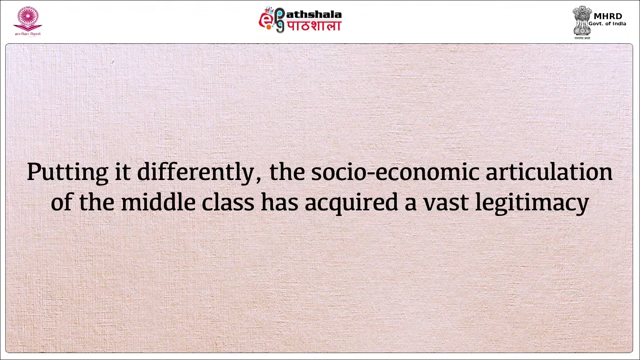 ePathshala
पाठशाला
MHRD
Govt. of India
Putting it differently, the socio-economic articulation
of the middle class has acquired a vast legitimacy